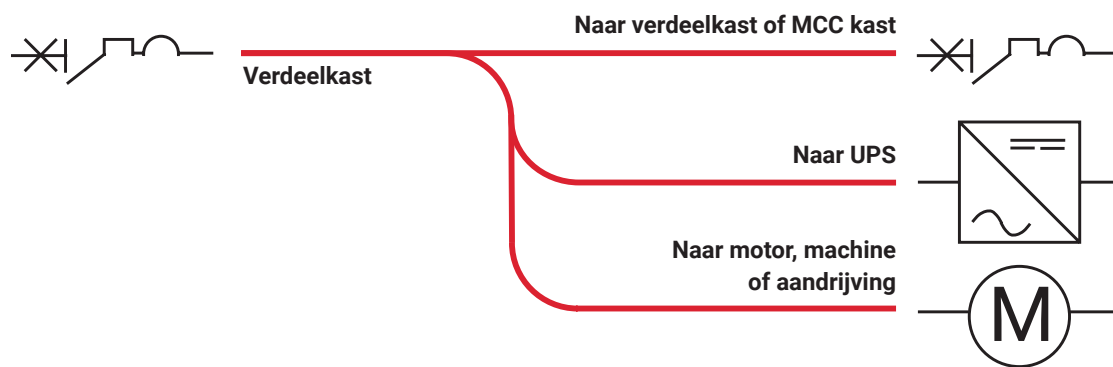 Naar verdeelkast of MCC kast
Verdeelkast
Naar UPS
Naar motor, machine
of aandrijving
M